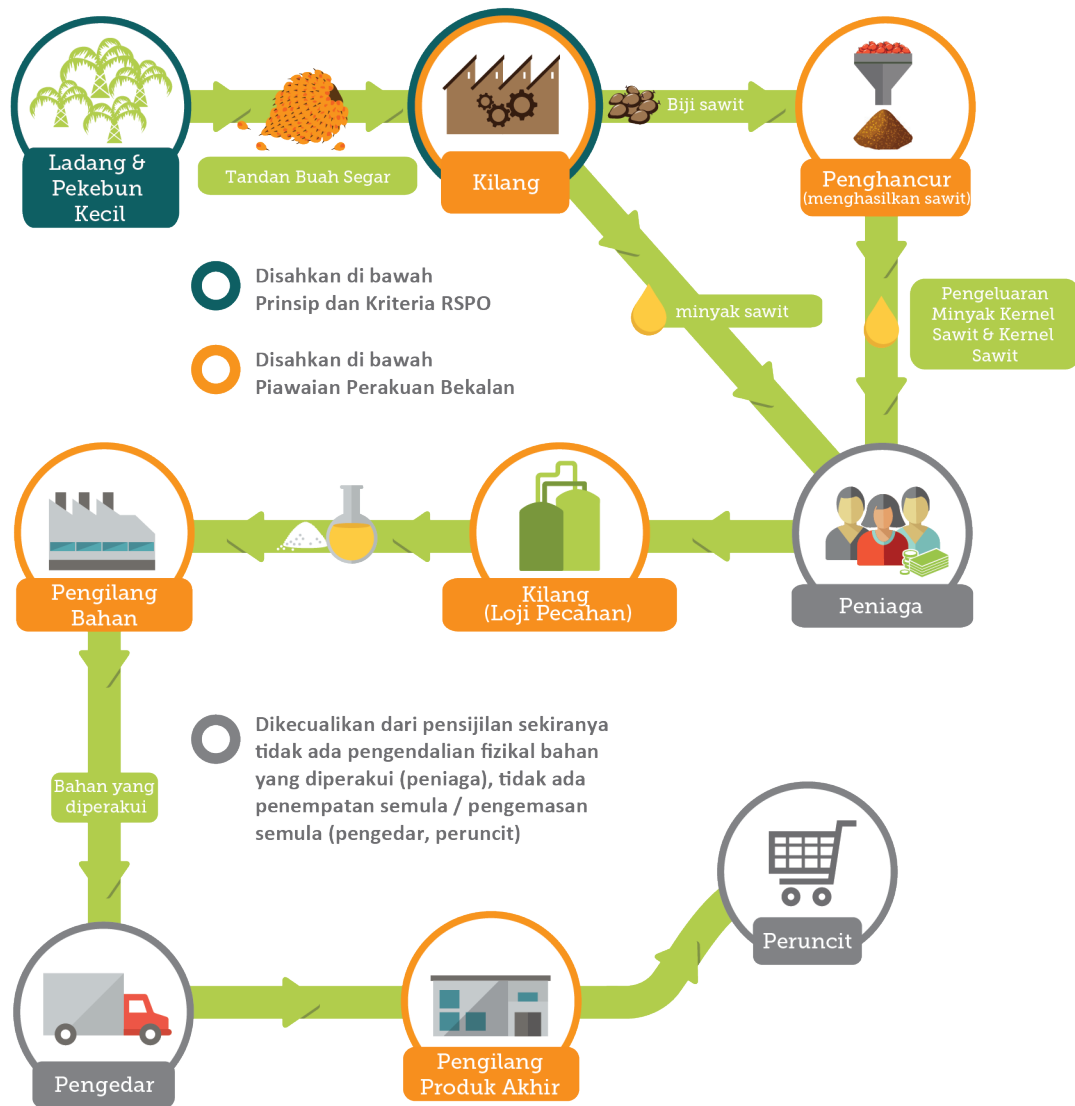 Biji sawit
Ladang &
Pekebun
Kecil
Tandan Buah Segar
Kilang
Penghancur
(menghasilkan sawit)
Disahkan di bawah
Prinsip dan Kriteria RSPO
minyak sawit
Pengeluaran
Minyak Kernel
Sawit & Kernel
Sawit
Disahkan di bawah
Piawaian Perakuan Bekalan
Pengilang
Bahan
Kilang
(Loji Pecahan)
Peniaga
Dikecualikan dari pensijilan sekiranya
tidak ada pengendalian fizikal bahan
yang diperakui (peniaga), tidak ada
penempatan semula / pengemasan
semula (pengedar, peruncit)
Bahan yang
diperakui
Peruncit
Pengedar
Pengilang
Produk Akhir